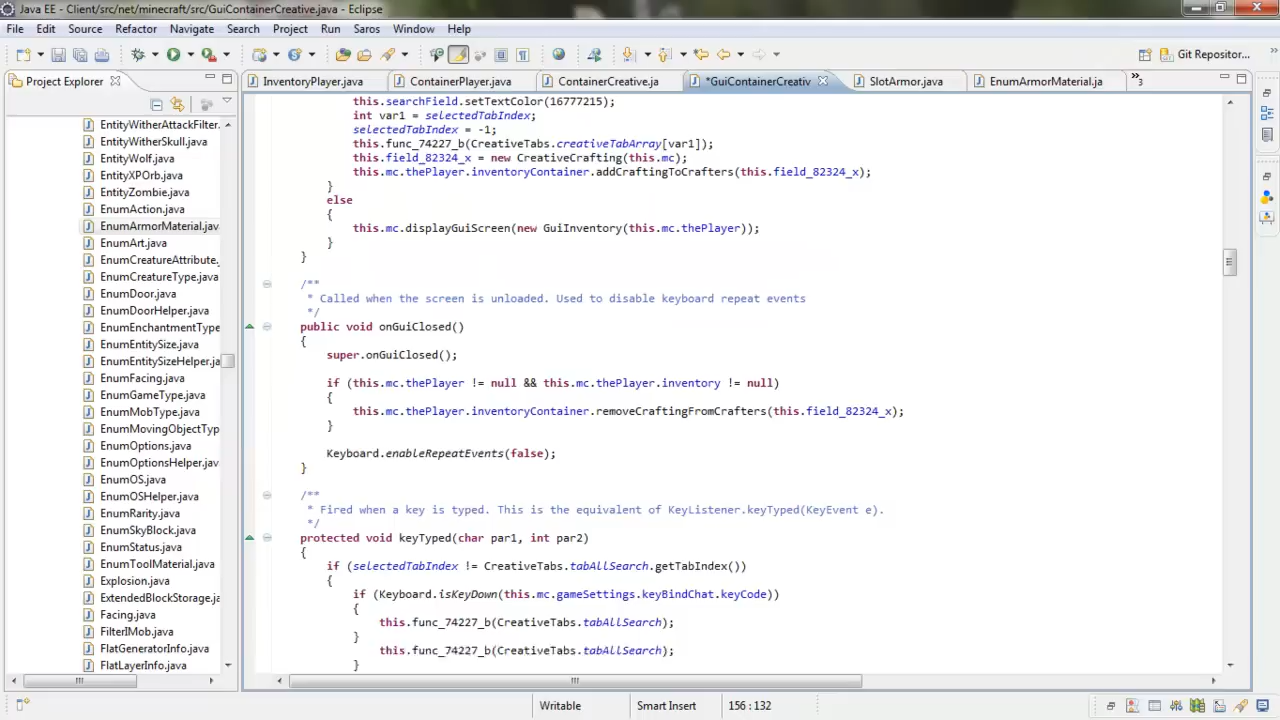 Java EE - Client/src/net/minecraft/src/GuiContainerCreative.java - Eclipse
File Edit Source Refactor Navigate Search Project Run Saros Window Help
Git Repositor...
Project Explorer
InventoryPlayer.java ContainerPlayer.java ContainerCreative.ja *GuiContainerCreativ SlotArmor.java EnumArmorMaterial.ja »3
EntityWitherAttackFilter.
EntityWitherSkull.java
EntityWolf.java
EntityXPOrb.java
EntityZombie.java
EnumAction.java
EnumArmorMaterial.java
EnumArt.java
EnumCreatureAttribute.
EnumCreatureType.java
EnumDoor.java
EnumDoorHelper.java
EnumEnchantmentType
EnumEntitySize.java
EnumEntitySizeHelper.ja
EnumFacing.java
EnumGameType.java
EnumMobType.java
EnumMovingObjectTyp
EnumOptions.java
EnumOptionsHelper.jav
EnumOS.java
EnumOSHelper.java
EnumRarity.java
EnumSkyBlock.java
EnumStatus.java
EnumToolMaterial.java
Explosion.java
ExtendedBlockStorage.ja
Facing.java
FilterIMob.java
FlatGeneratorInfo.java
FlatLayerInfo.java
this.searchField.setTextColor(16777215);
int var1 = selectedTabIndex;
selectedTabIndex = -1;
this.func_74227_b(CreativeTabs.creativeTabArray[var1]);
this.field_82324_x = new CreativeCrafting(this.mc);
this.mc.thePlayer.inventoryContainer.addCraftingToCrafters(this.field_82324_x);
}
else
{
this.mc.displayGuiScreen(new GuiInventory(this.mc.thePlayer));
}
}
/**
* Called when the screen is unloaded. Used to disable keyboard repeat events
*/
public void onGuiClosed()
{
super.onGuiClosed();
if (this.mc.thePlayer != null && this.mc.thePlayer.inventory != null)
{
this.mc.thePlayer.inventoryContainer.removeCraftingFromCrafters(this.field_82324_x);
}
Keyboard.enableRepeatEvents(false);
}
/**
* Fired when a key is typed. This is the equivalent of KeyListener.keyTyped(KeyEvent e).
*/
protected void keyTyped(char par1, int par2)
{
if (selectedTabIndex != CreativeTabs.tabAllSearch.getTabIndex())
{
if (Keyboard.isKeyDown(this.mc.gameSettings.keyBindChat.keyCode))
{
this.func_74227_b(CreativeTabs.tabAllSearch);
}
this.func_74227_b(CreativeTabs.tabAllSearch);
}
Writable Smart Insert 156 : 132